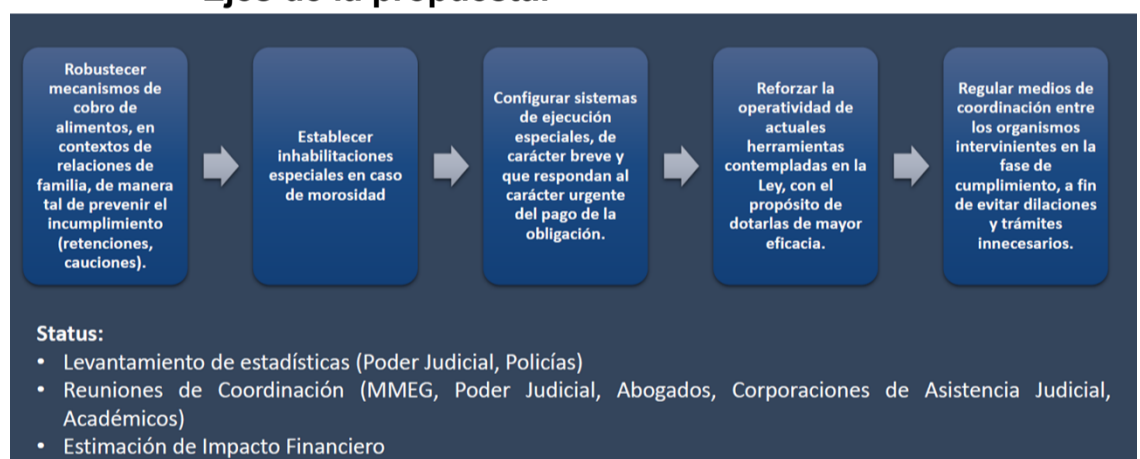 Ejes de la propuesta:
Robustecer
mecanismos de
cobro de
alimentos, en
contextos de
relaciones de
familia, de manera
tal de prevenir el
incumplimiento
(retenciones,
cauciones).
Establecer
inhabilitaciones
especiales en caso
de morosidad
Configurar sistemas
de ejecución
especiales, de
carácter breve y
que respondan al
carácter urgente
del pago de la
obligación.
Reforzar la
operatividad de
actuales
herramientas
contempladas en la
Ley, con el
propósito de
dotarlas de mayor
eficacia.
Regular medios de
coordinación entre
los organismos
intervinientes en la
fase de
cumplimiento, a fin
de evitar dilaciones
y trámites
innecesarios.
Status:
• Levantamiento de estadísticas (Poder Judicial, Policías)
• Reuniones de Coordinación (MMEG, Poder Judicial, Abogados, Corporaciones de Asistencia Judicial,
Académicos)
• Estimación de Impacto Financiero